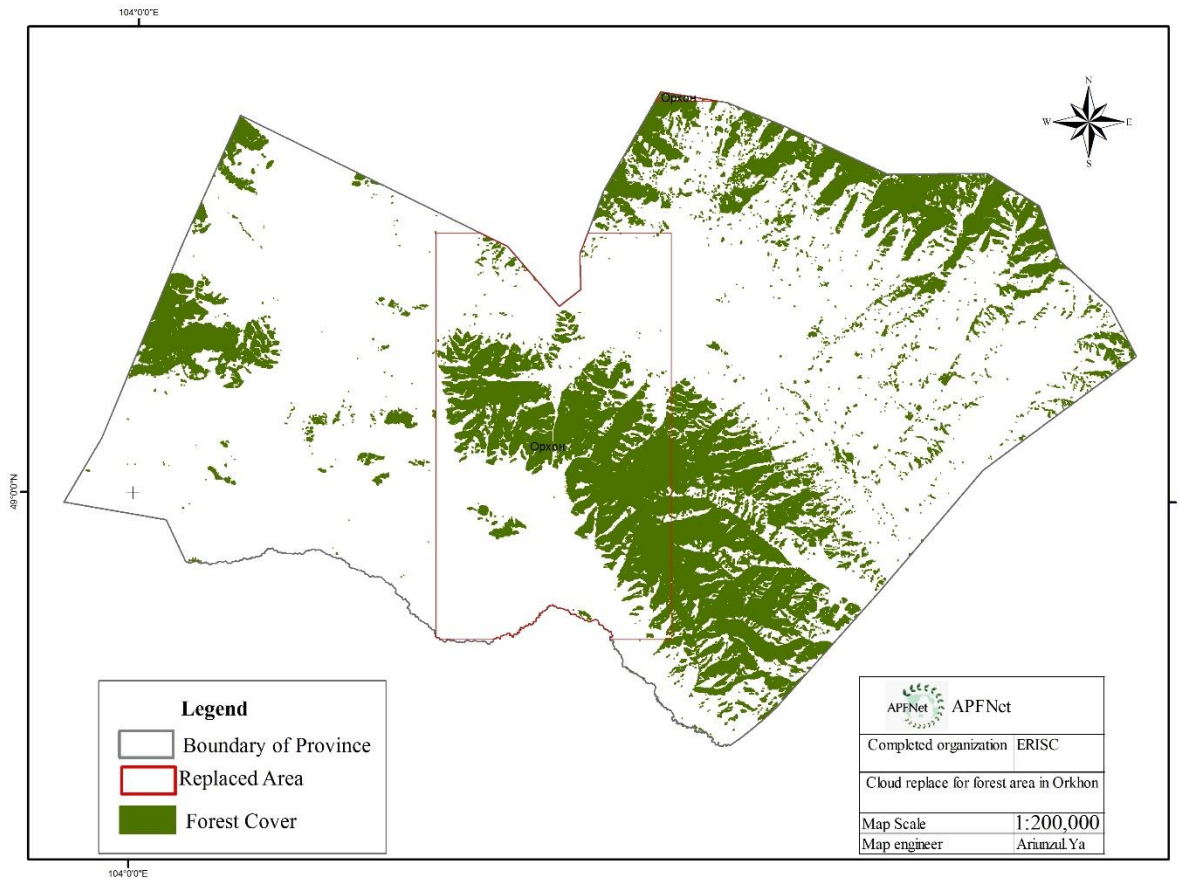 104°0'0"E
N
W E
S
Орхон
Орхон
49°0'0"N
Legend
Boundary of Province
Replaced Area
Forest Cover
APFNet APFNet
Completed organization ERISC
Cloud replace for forest area in Orkhon
Map Scale 1:200,000
Map engineer Ariunzul.Ya
104°0'0"E